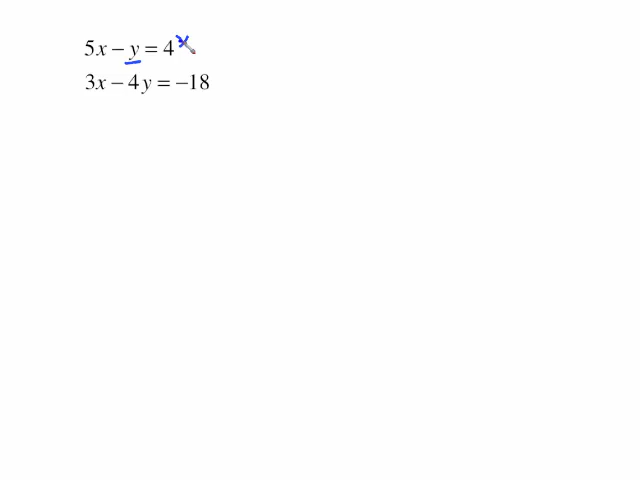 5x − y = 4
3x − 4y = −18